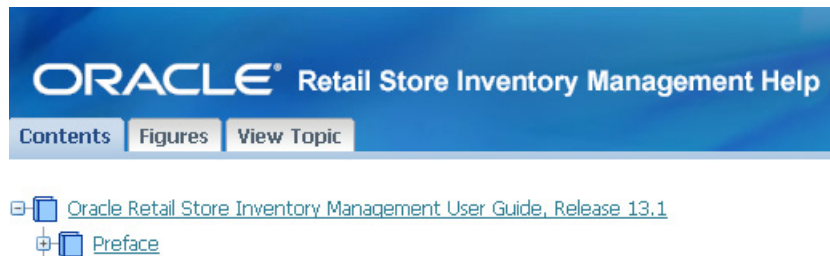 ORACLE® Retail Store Inventory Management Help
Contents Figures View Topic
Oracle Retail Store Inventory Management User Guide, Release 13.1
Preface